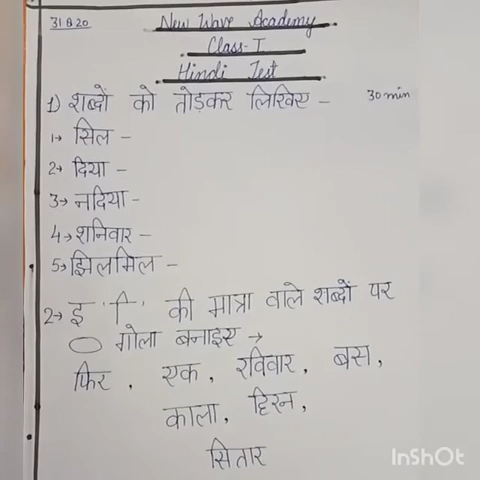 31 8 20
New Wave Academy
Class-I
Hindi Test
1) शब्दों को तोड़कर लिखिए - 30 min
1→ सिल -
2→ दिया -
3→ नदिया -
4→ शनिवार -
5→ झिलमिल -
2→ इ 'ि' की मात्रा वाले शब्दों पर
गोला बनाइए →
फिर, एक, रविवार, बस,
काला, हिरन,
सितार
InShOt